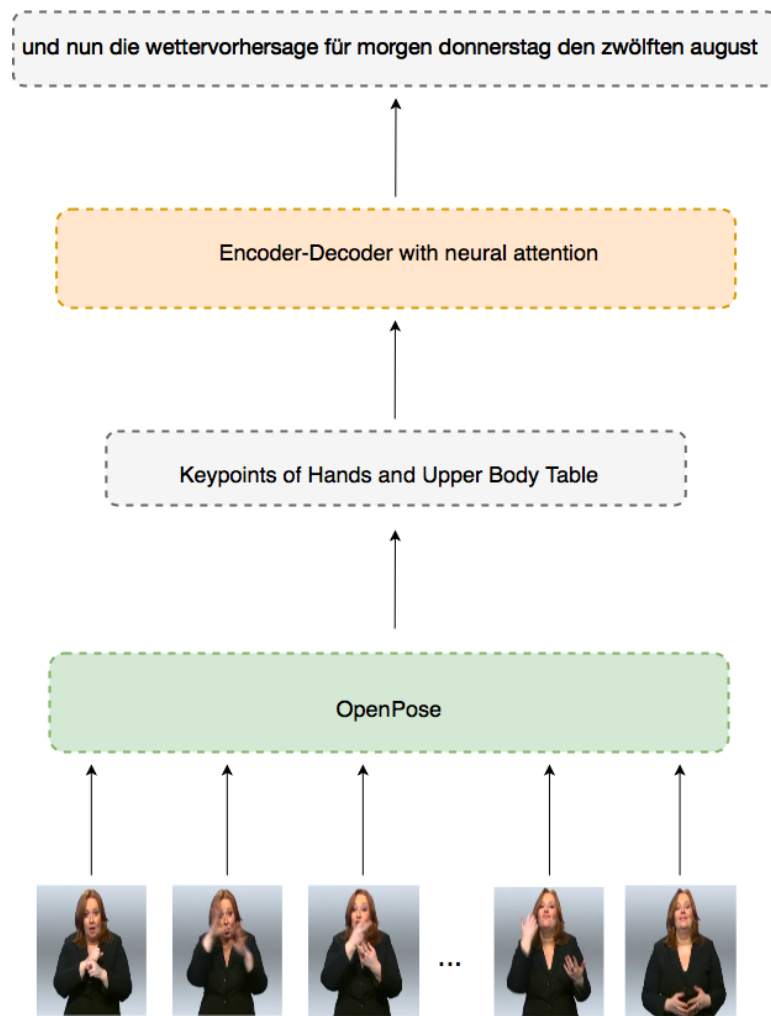 und nun die wettervorhersage für morgen donnerstag den zwölften august
Encoder-Decoder with neural attention
Keypoints of Hands and Upper Body Table
OpenPose
...